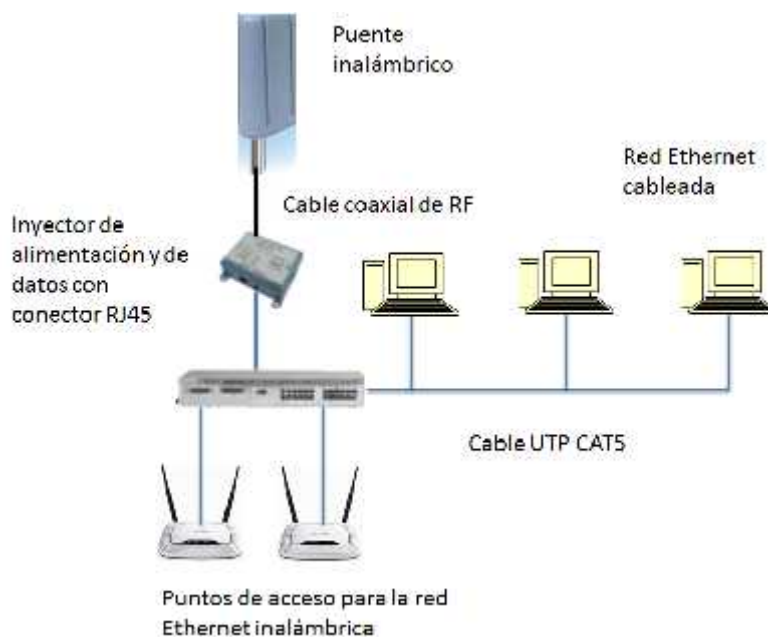 Puente
inalámbrico
Red Ethernet
cableada
Cable coaxial de RF
Inyector de
alimentación y de
datos con
conector RJ45
Cable UTP CAT5
Puntos de acceso para la red
Ethernet inalámbrica